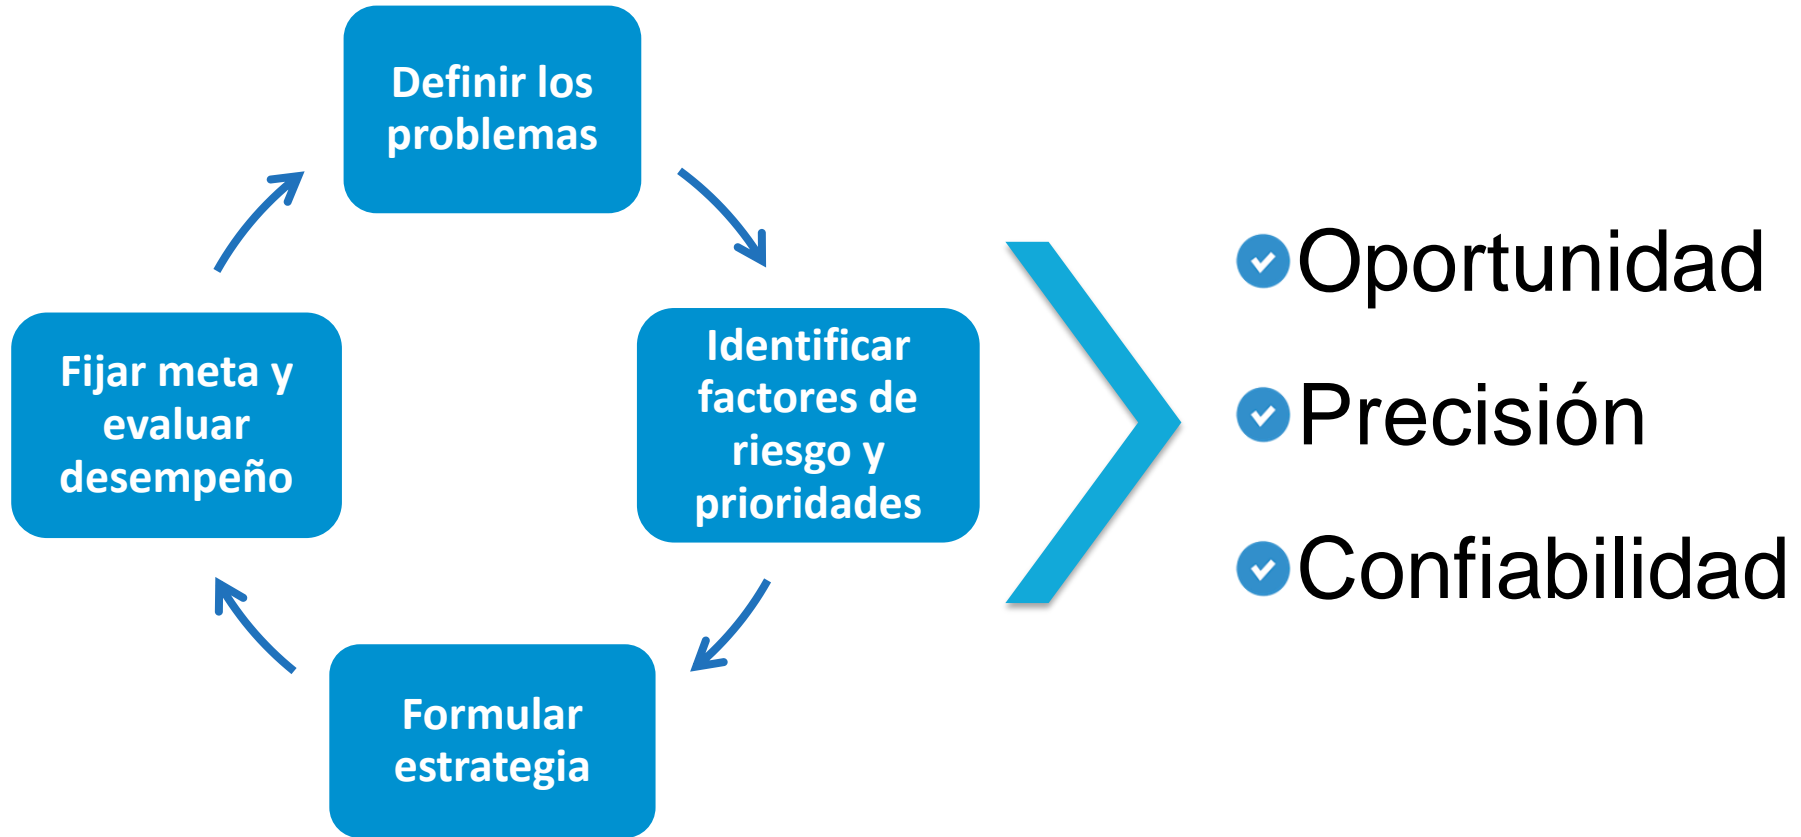 Definir los
problemas
Identificar
factores de
riesgo y
prioridades
Formular
estrategia
Fijar meta y
evaluar
desempeño
Oportunidad
Precisión
Confiabilidad